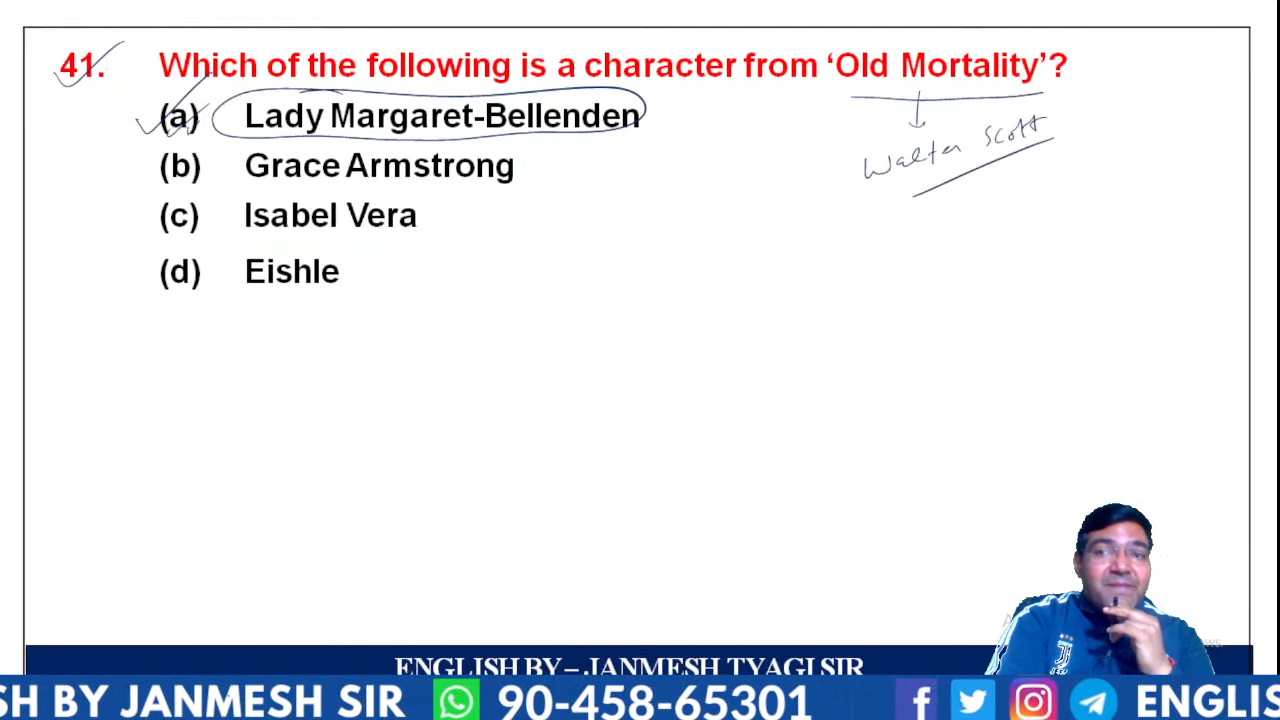 41. Which of the following is a character from ‘Old Mortality’?
(a) Lady Margaret-Bellenden
Walter Scott
(b) Grace Armstrong
(c) Isabel Vera
(d) Eishle
ENGLISH BY– JANMESH TYAGI SIR
SH BY JANMESH SIR 90-458-65301 ENGLIS